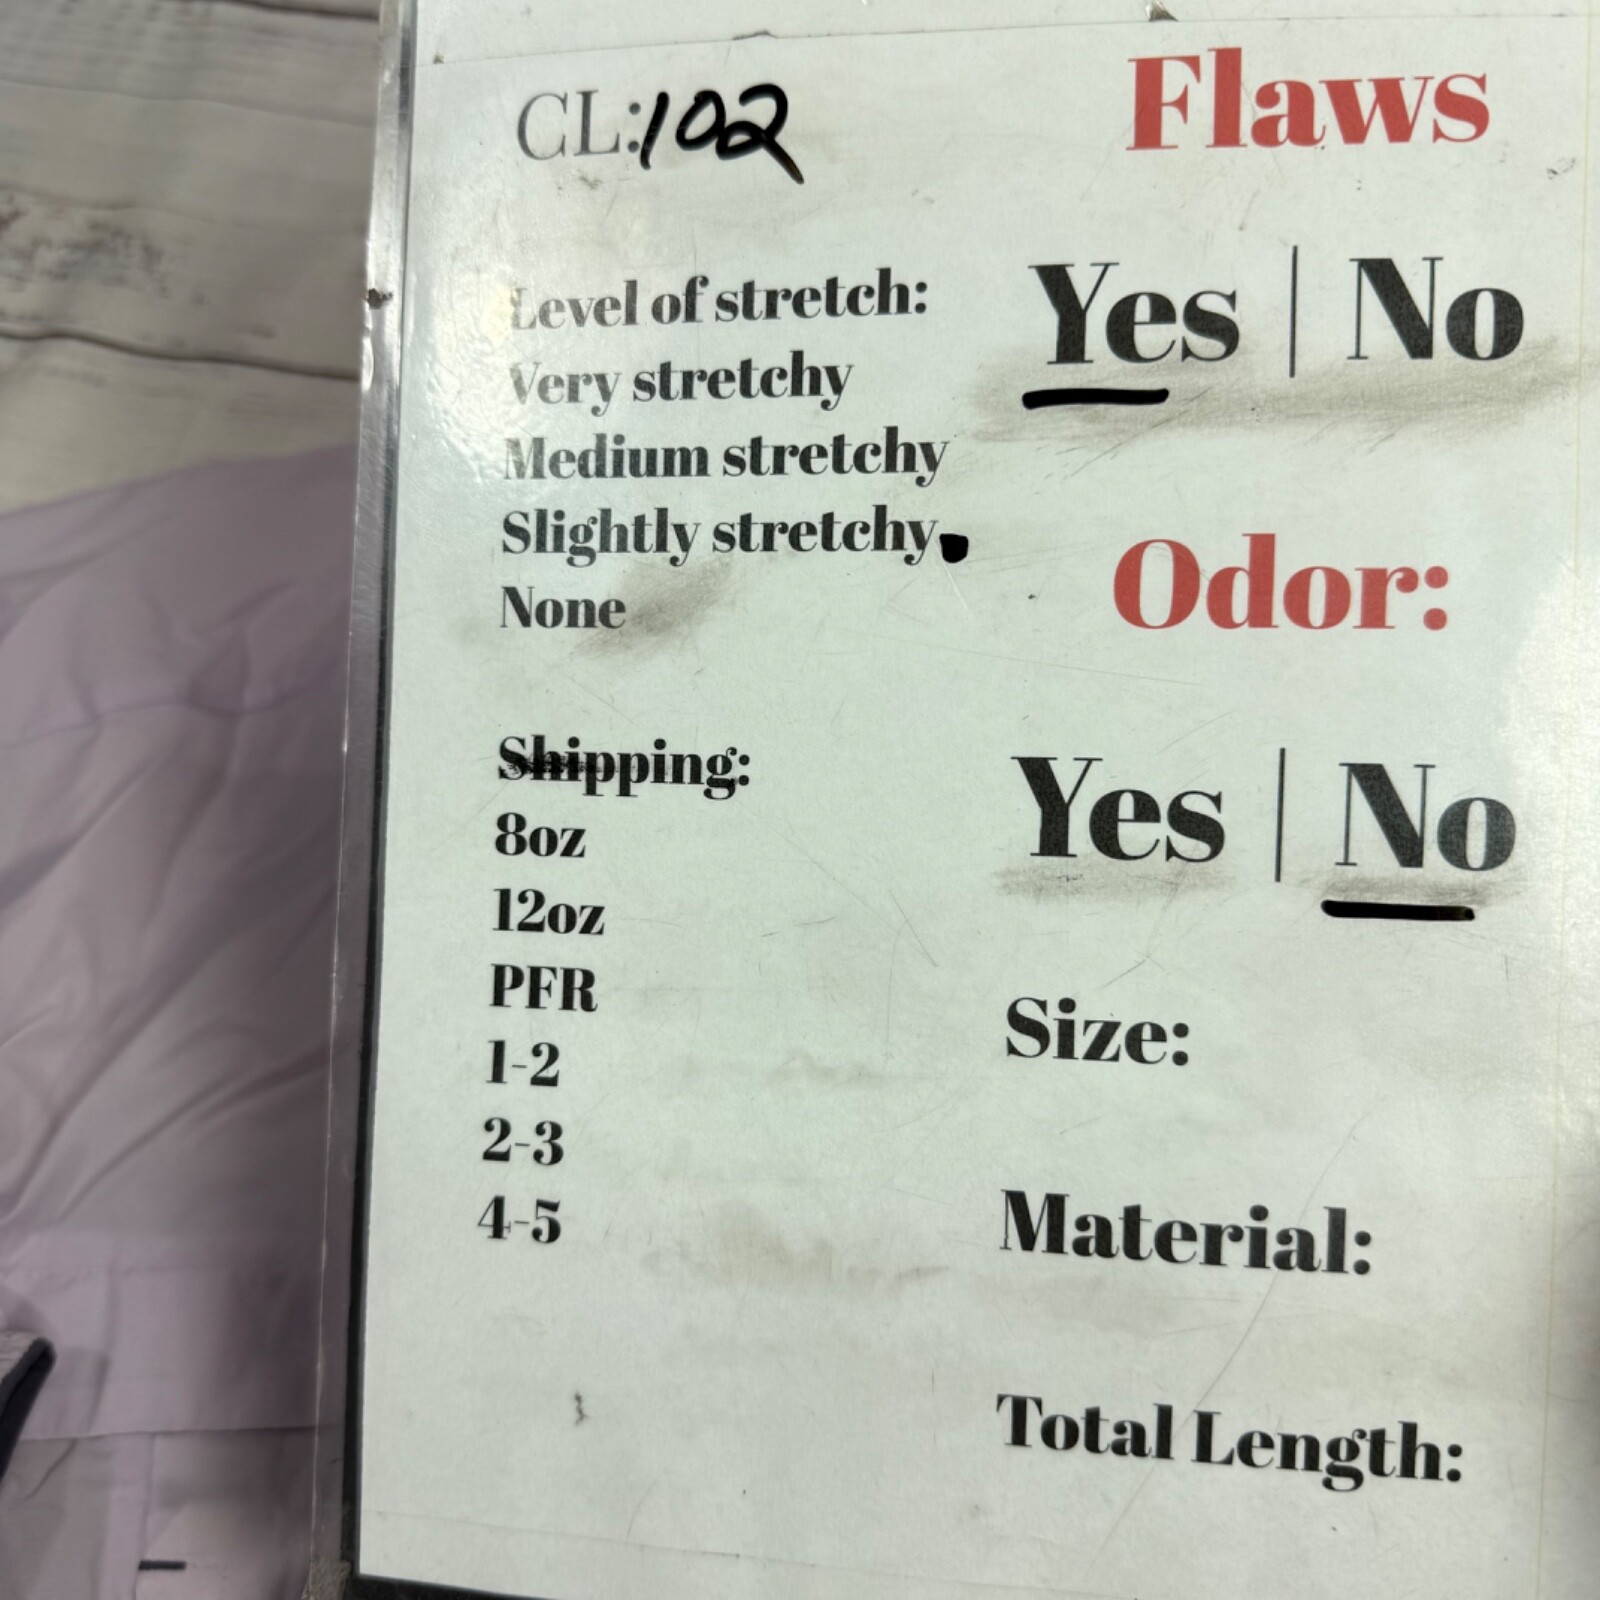 CL:102
Level of stretch:
Very stretchy
Medium stretchy
Slightly stretchy
None
Shipping:
8oz
12oz
PFR
1-2
2-3
4-5
Flaws
Yes | No
Odor:
Yes | No
Size:
Material:
Total Length: